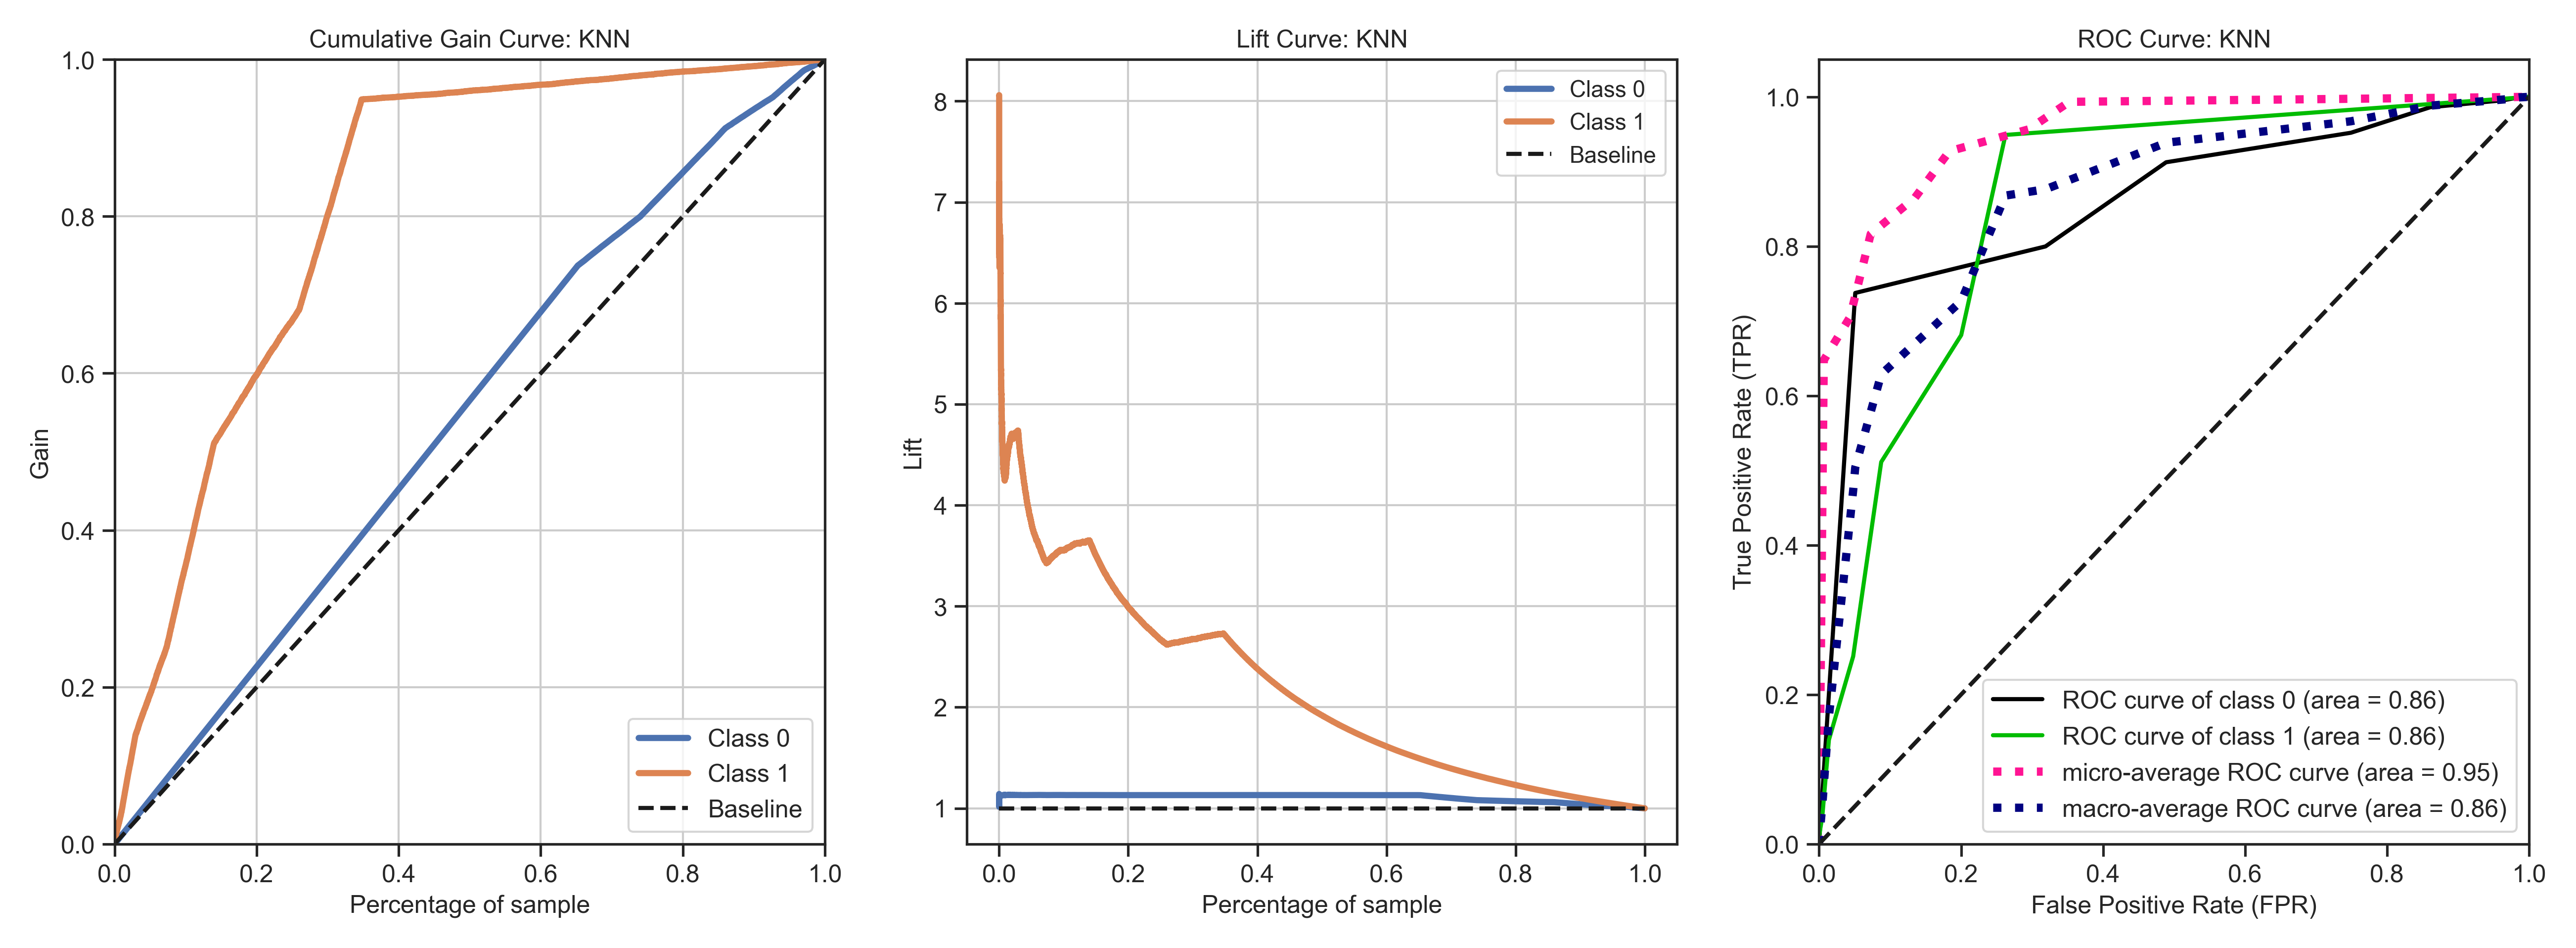 Cumulative Gain Curve: KNN
1.0
0.8
0.6
0.4
0.2
0.0
Gain
0.0 0.2 0.4 0.6 0.8 1.0
Percentage of sample
Class 0
Class 1
Baseline
Lift Curve: KNN
8
7
6
5
4
3
2
1
Lift
0.0 0.2 0.4 0.6 0.8 1.0
Percentage of sample
Class 0
Class 1
Baseline
ROC Curve: KNN
1.0
0.8
0.6
0.4
0.2
0.0
True Positive Rate (TPR)
0.0 0.2 0.4 0.6 0.8 1.0
False Positive Rate (FPR)
ROC curve of class 0 (area = 0.86)
ROC curve of class 1 (area = 0.86)
micro-average ROC curve (area = 0.95)
macro-average ROC curve (area = 0.86)